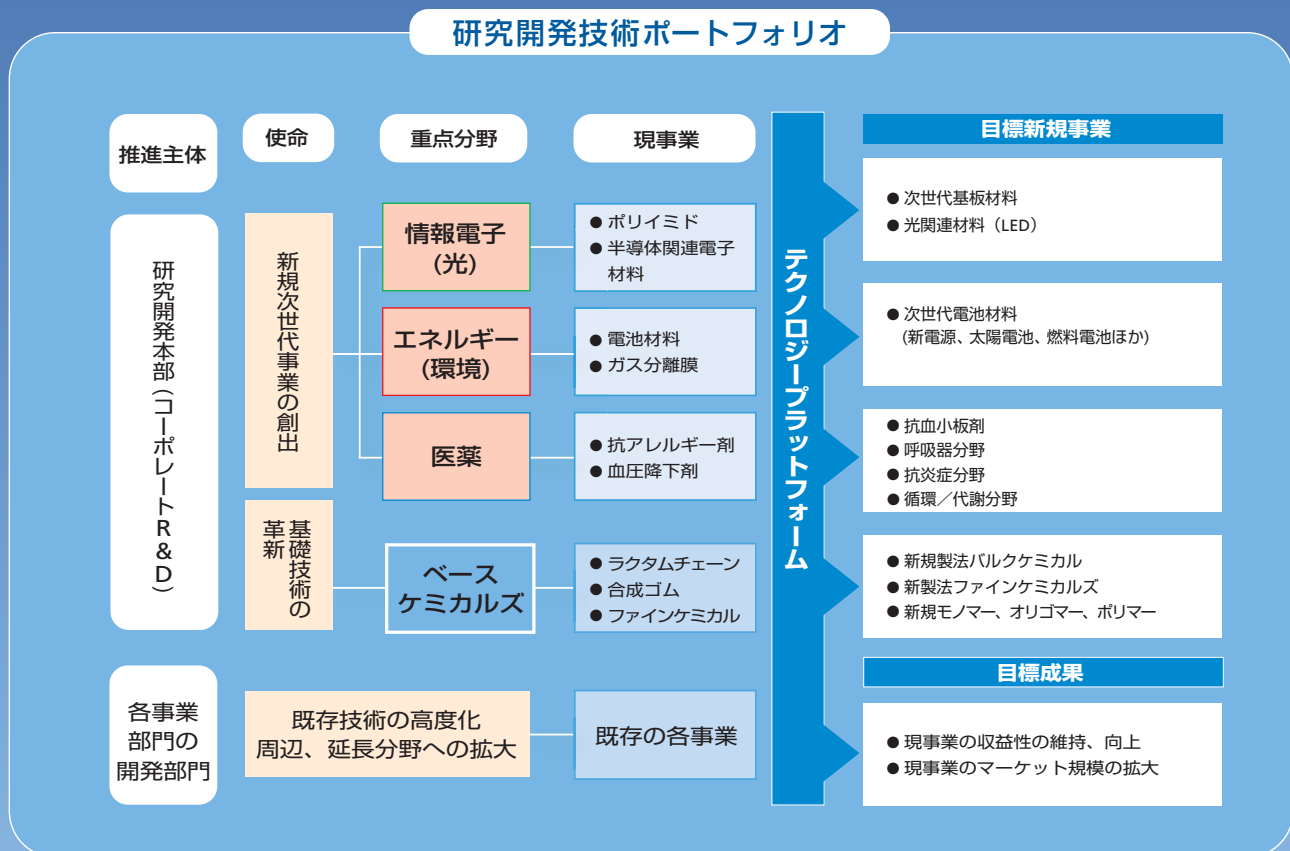 研究開発技術ポートフォリオ
推進主体
使命
重点分野
現事業
目標新規事業
研究開発本部(コーポレートR&D)
新規次世代事業の創出
情報電子
(光)
● ポリイミド
● 半導体関連電子
材料
エネルギー
(環境)
● 電池材料
● ガス分離膜
医薬
● 抗アレルギー剤
● 血圧降下剤
基礎技術の
革新
ベース
ケミカルズ
● ラクタムチェーン
● 合成ゴム
● ファインケミカル
テクノロジープラットフォーム
● 次世代基板材料
● 光関連材料（LED）
● 次世代電池材料
(新電源、太陽電池、燃料電池ほか)
● 抗血小板剤
● 呼吸器分野
● 抗炎症分野
● 循環／代謝分野
● 新規製法バルクケミカル
● 新製法ファインケミカルズ
● 新規モノマー、オリゴマー、ポリマー
各事業
部門の
開発部門
既存技術の高度化
周辺、延長分野への拡大
既存の各事業
目標成果
● 現事業の収益性の維持、向上
● 現事業のマーケット規模の拡大